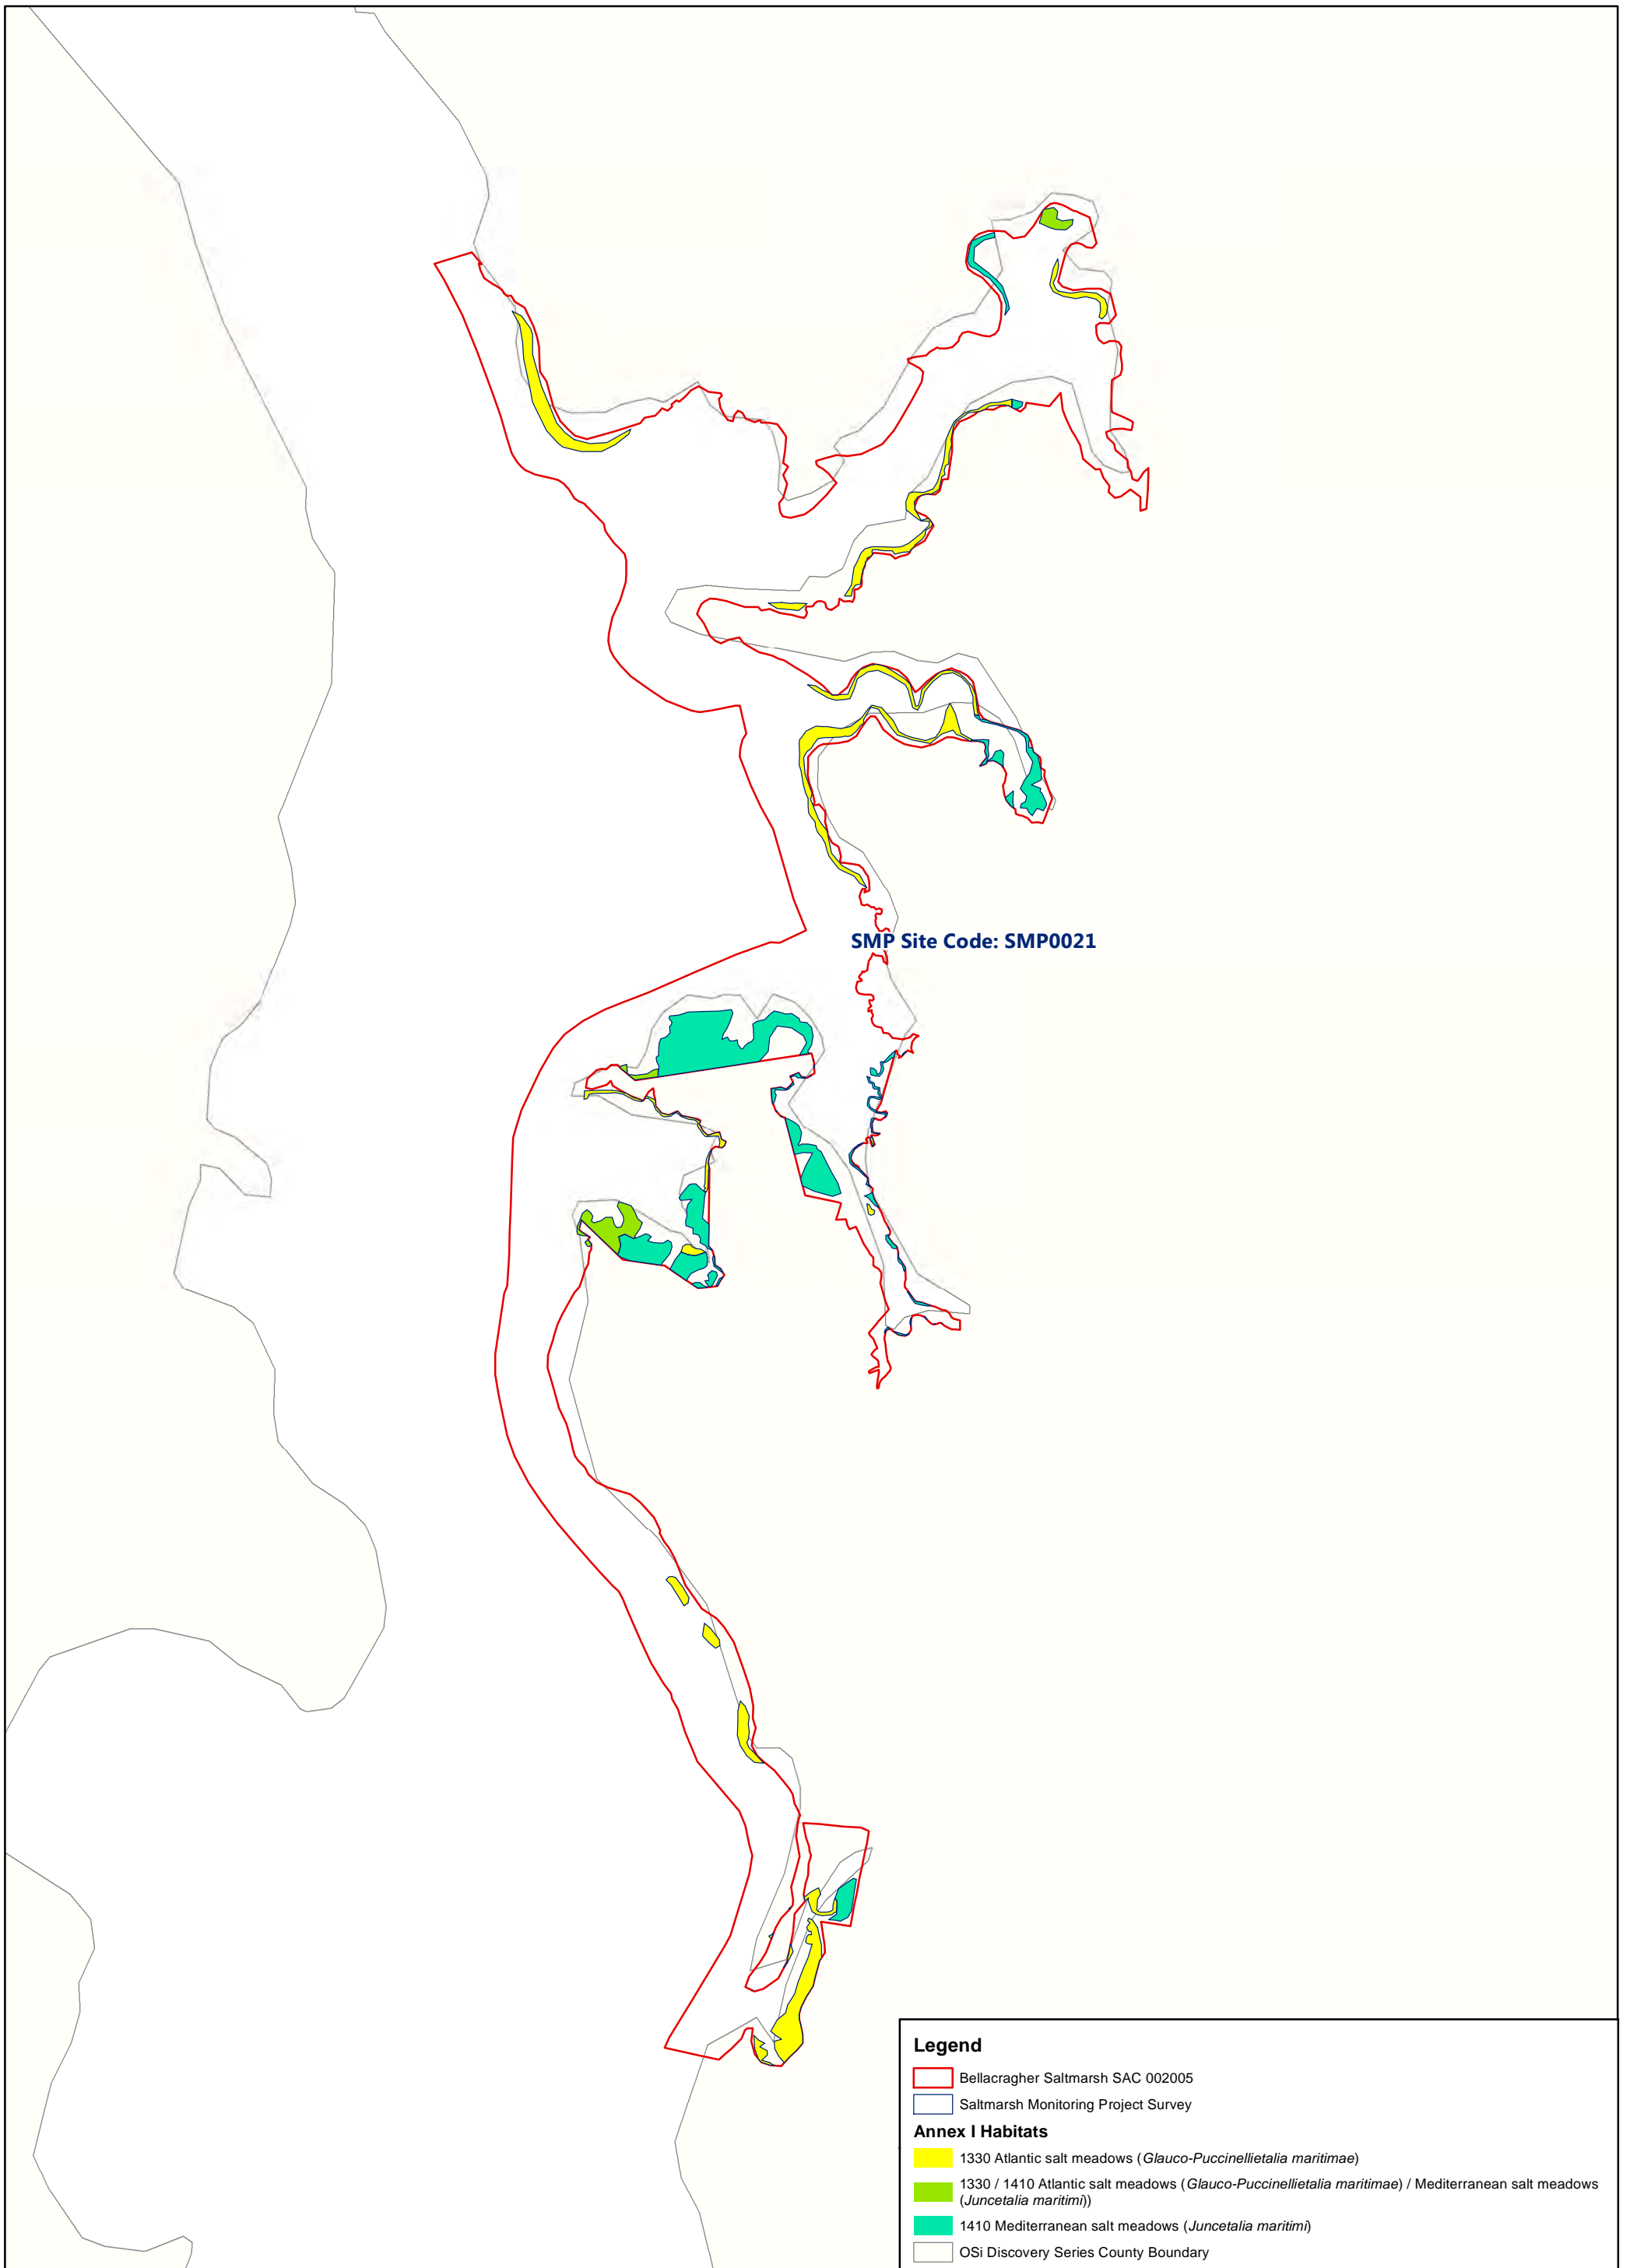 SMP Site Code: SMP0021
Legend
Bellacragher Saltmarsh SAC 002005
Saltmarsh Monitoring Project Survey
Annex I Habitats
1330 Atlantic salt meadows (Glauco-Puccinellietalia maritimae)
1330 / 1410 Atlantic salt meadows (Glauco-Puccinellietalia maritimae) / Mediterranean salt meadows
(Juncetalia maritimi))
1410 Mediterranean salt meadows (Juncetalia maritimi)
OSi Discovery Series County Boundary